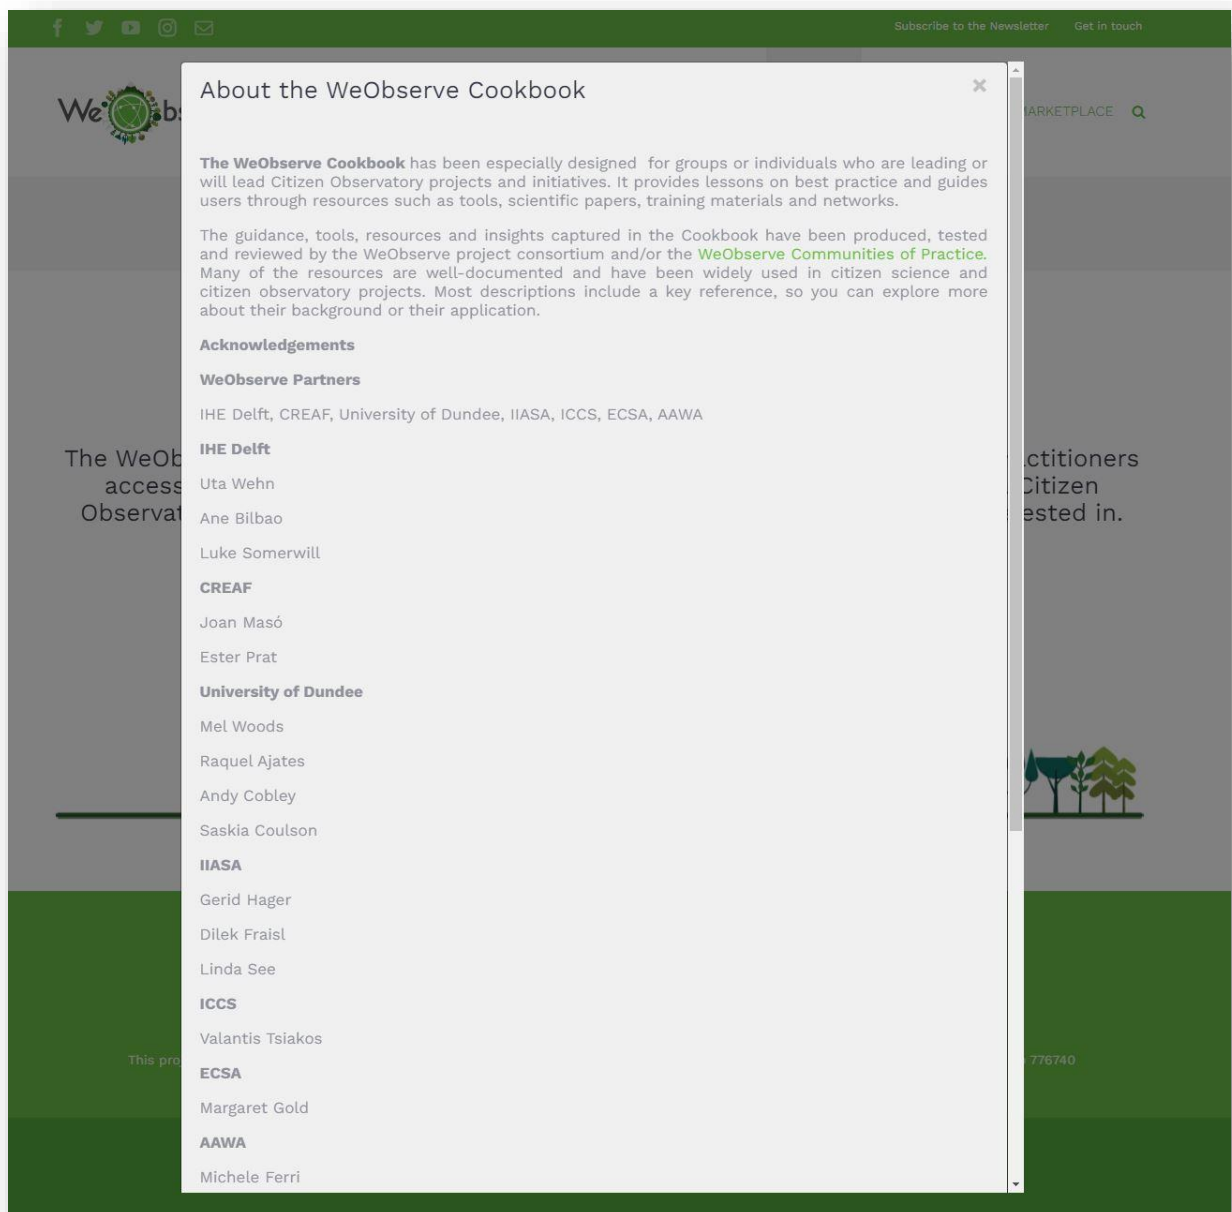 Subscribe to the Newsletter Get in touch
About the WeObserve Cookbook
We bs
MARKETPLACE
The WeObserve Cookbook has been especially designed for groups or individuals who are leading or
will lead Citizen Observatory projects and initiatives. It provides lessons on best practice and guides
users through resources such as tools, scientific papers, training materials and networks.
The guidance, tools, resources and insights captured in the Cookbook have been produced, tested
and reviewed by the WeObserve project consortium and/or the WeObserve Communities of Practice.
Many of the resources are well-documented and have been widely used in citizen science and
citizen observatory projects. Most descriptions include a key reference, so you can explore more
about their background or their application.
Acknowledgements
WeObserve Partners
IHE Delft, CREAF, University of Dundee, IIASA, ICCS, ECSA, AAWA
IHE Delft
Uta Wehn
Ane Bilbao
Luke Somerwill
CREAF
Joan Masó
Ester Prat
University of Dundee
Mel Woods
Raquel Ajates
Andy Cobley
Saskia Coulson
IIASA
Gerid Hager
Dilek Fraisl
Linda See
ICCS
Valantis Tsiakos
ECSA
Margaret Gold
AAWA
Michele Ferri
The WeOb ctitioners
access Citizen
Observat ested in.
This pro 776740